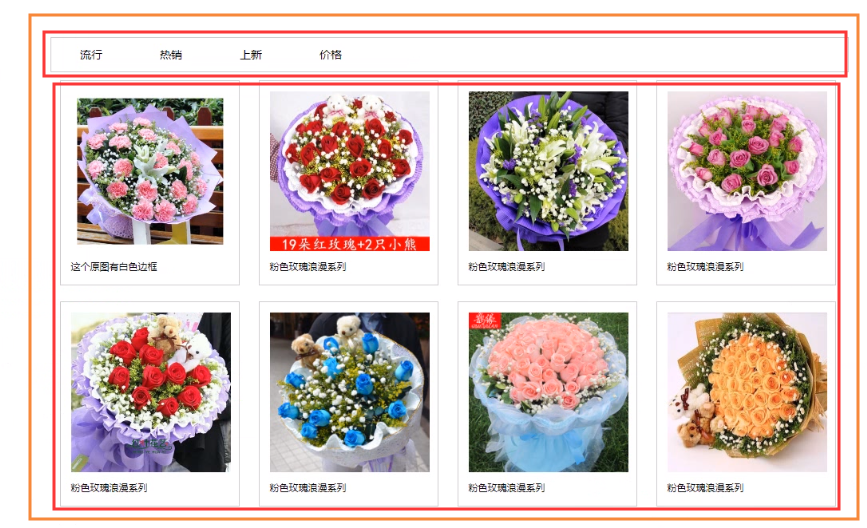 流行 热销 上新 价格
19朵红玫瑰+2只小熊
这个原图有白色边框 粉色玫瑰浪漫系列 粉色玫瑰浪漫系列 粉色玫瑰浪漫系列
粉色玫瑰浪漫系列 粉色玫瑰浪漫系列 粉色玫瑰浪漫系列 粉色玫瑰浪漫系列